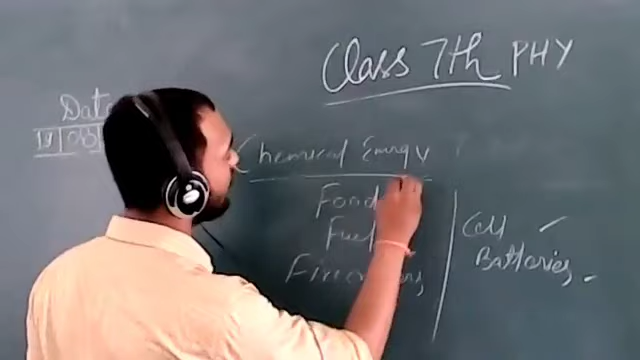 Class 7th PHY
Date
Chemical Energy
Food
Fuel
Cell
Batteries